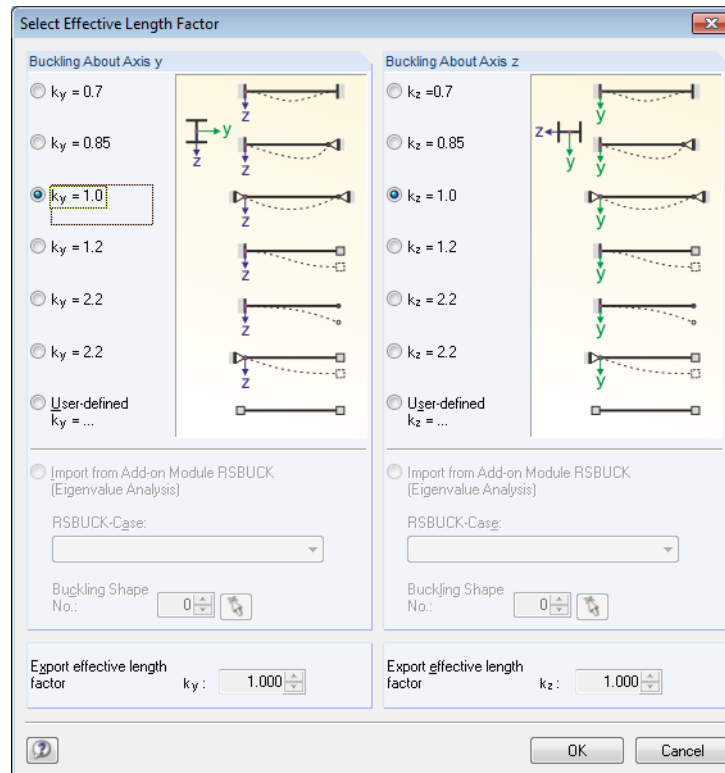 Select Effective Length Factor
Buckling About Axis y
ky = 0.7
z
ky = 0.85
y
z
z
ky = 1.0
z
ky = 1.2
z
ky = 2.2
z
ky = 2.2
z
User-defined
ky = ...
Import from Add-on Module RSBUCK
(Eigenvalue Analysis)
RSBUCK-Case:
Buckling Shape
No.:
0
Export effective length
factor
ky :
1.000
Buckling About Axis z
kz =0.7
y
kz = 0.85
z
y
y
kz = 1.0
y
kz = 1.2
y
kz = 2.2
y
kz = 2.2
y
User-defined
kz = ...
Import from Add-on Module RSBUCK
(Eigenvalue Analysis)
RSBUCK-Case:
Buckling Shape
No.:
0
Export effective length
factor
kz :
1.000
?
OK
Cancel